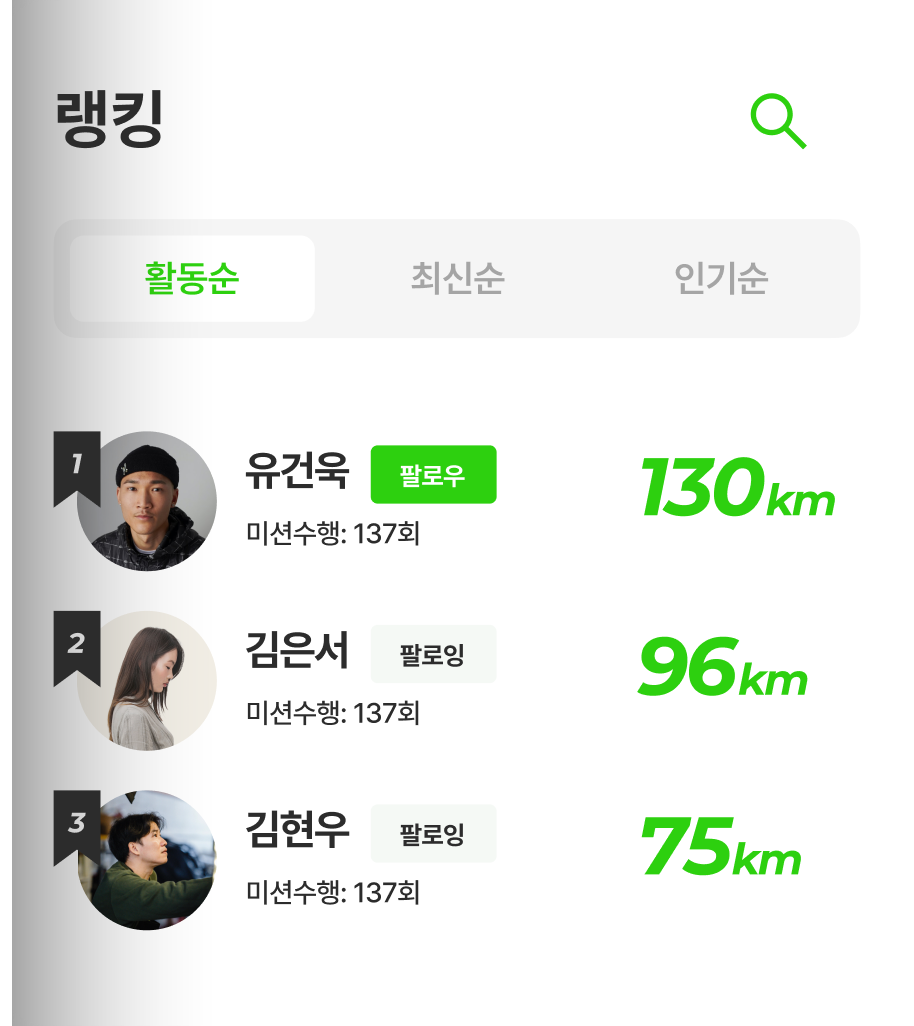 랭킹
활동순 최신순 인기순
1 유건욱 팔로우 130km
미션수행: 137회
2 김은서 팔로잉 96km
미션수행: 137회
3 김현우 팔로잉 75km
미션수행: 137회